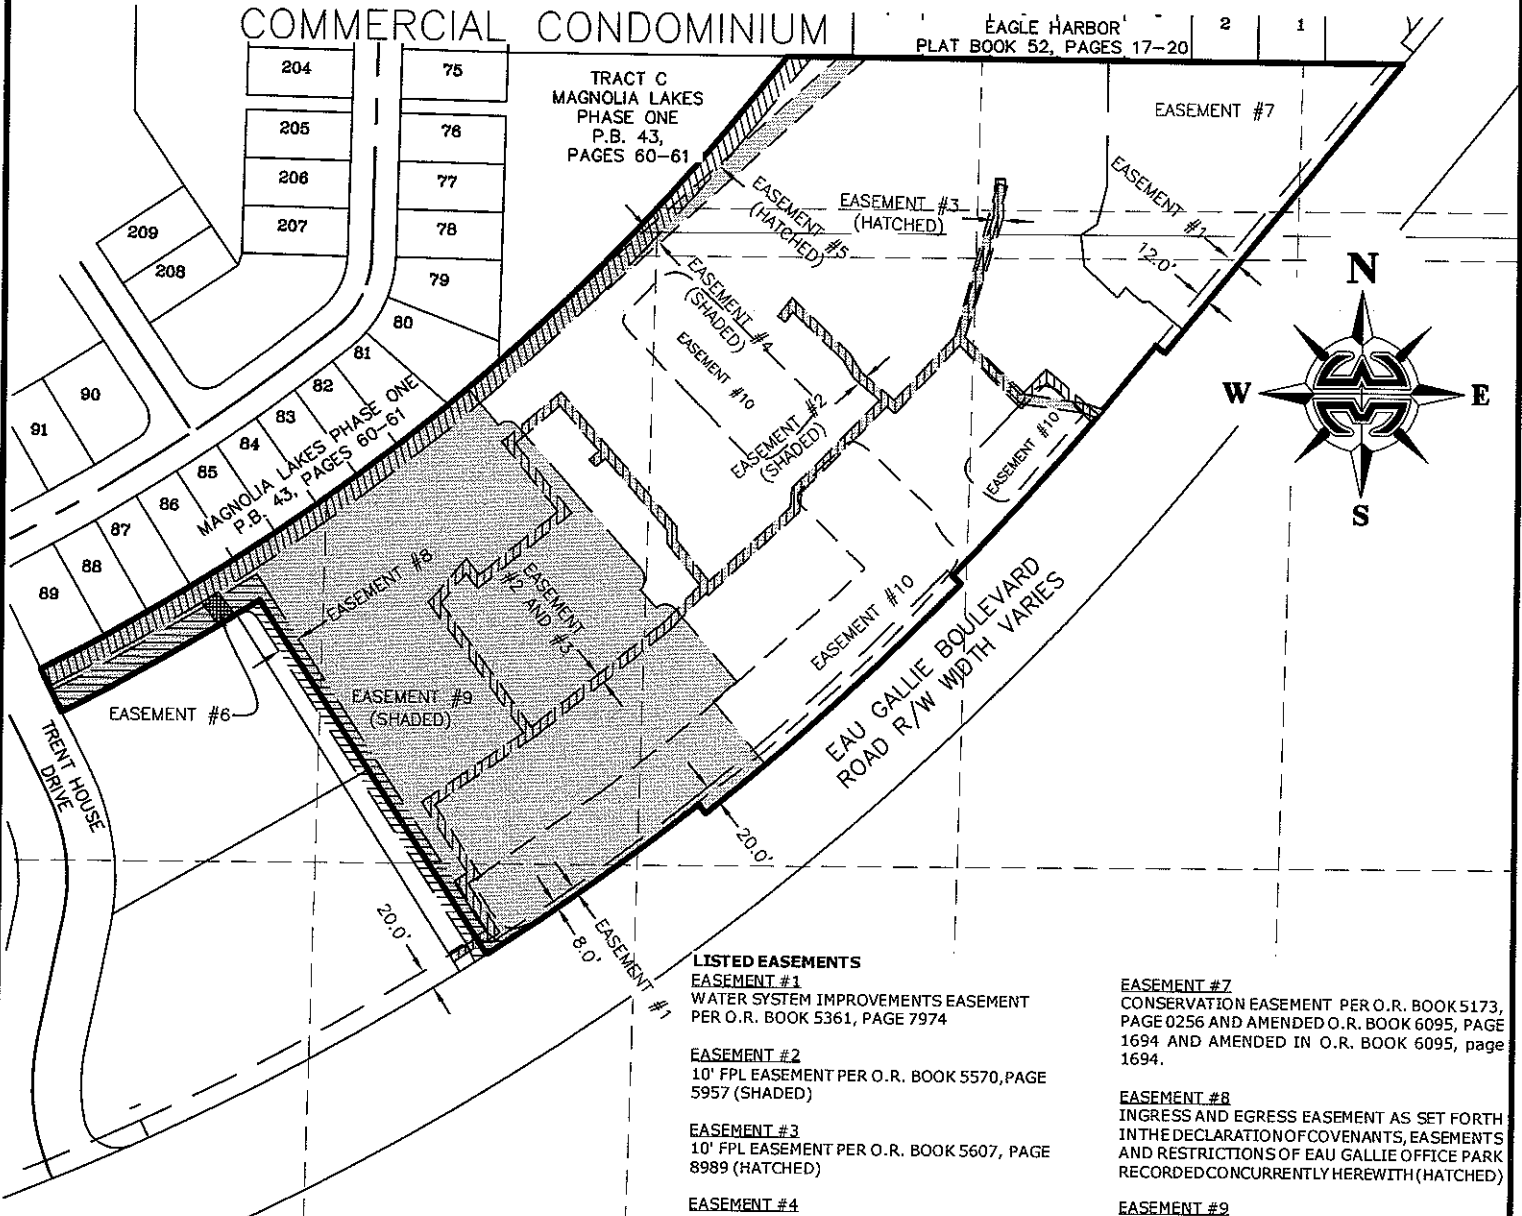 COMMERCIAL CONDOMINIUM
EAGLE HARBOR
PLAT BOOK 52, PAGES 17-20
2
1
204
75
205
76
206
77
207
78
209
208
79
80
81
82
83
84
85
86
87
88
89
90
91
TRACT C
MAGNOLIA LAKES
PHASE ONE
P.B. 43,
PAGES 60-61
MAGNOLIA LAKES PHASE ONE
P.B. 43, PAGES 60-61
EASEMENT #7
EASEMENT #1
12.0'
EASEMENT #3
(HATCHED)
EASEMENT #5
(HATCHED)
EASEMENT #4
(SHADED)
EASEMENT #10
EASEMENT #2
(SHADED)
EASEMENT #10
N
W
E
S
EASEMENT #8
EASEMENT
#2 AND #3
EASEMENT #10
EASEMENT #9
(SHADED)
EASEMENT #6
TRENT HOUSE
DRIVE
EAU GALLIE BOULEVARD
ROAD R/W WIDTH VARIES
20.0'
20.0'
8.0'
EASEMENT #1
LISTED EASEMENTS
EASEMENT #1
WATER SYSTEM IMPROVEMENTS EASEMENT
PER O.R. BOOK 5361, PAGE 7974
EASEMENT #2
10' FPL EASEMENT PER O.R. BOOK 5570, PAGE
5957 (SHADED)
EASEMENT #3
10' FPL EASEMENT PER O.R. BOOK 5607, PAGE
8989 (HATCHED)
EASEMENT #4
EASEMENT #7
CONSERVATION EASEMENT PER O.R. BOOK 5173,
PAGE 0256 AND AMENDED O.R. BOOK 6095, PAGE
1694 AND AMENDED IN O.R. BOOK 6095, page
1694.
EASEMENT #8
INGRESS AND EGRESS EASEMENT AS SET FORTH
IN THE DECLARATION OF COVENANTS, EASEMENTS
AND RESTRICTIONS OF EAU GALLIE OFFICE PARK
RECORDED CONCURRENTLY HEREWITH (HATCHED)
EASEMENT #9